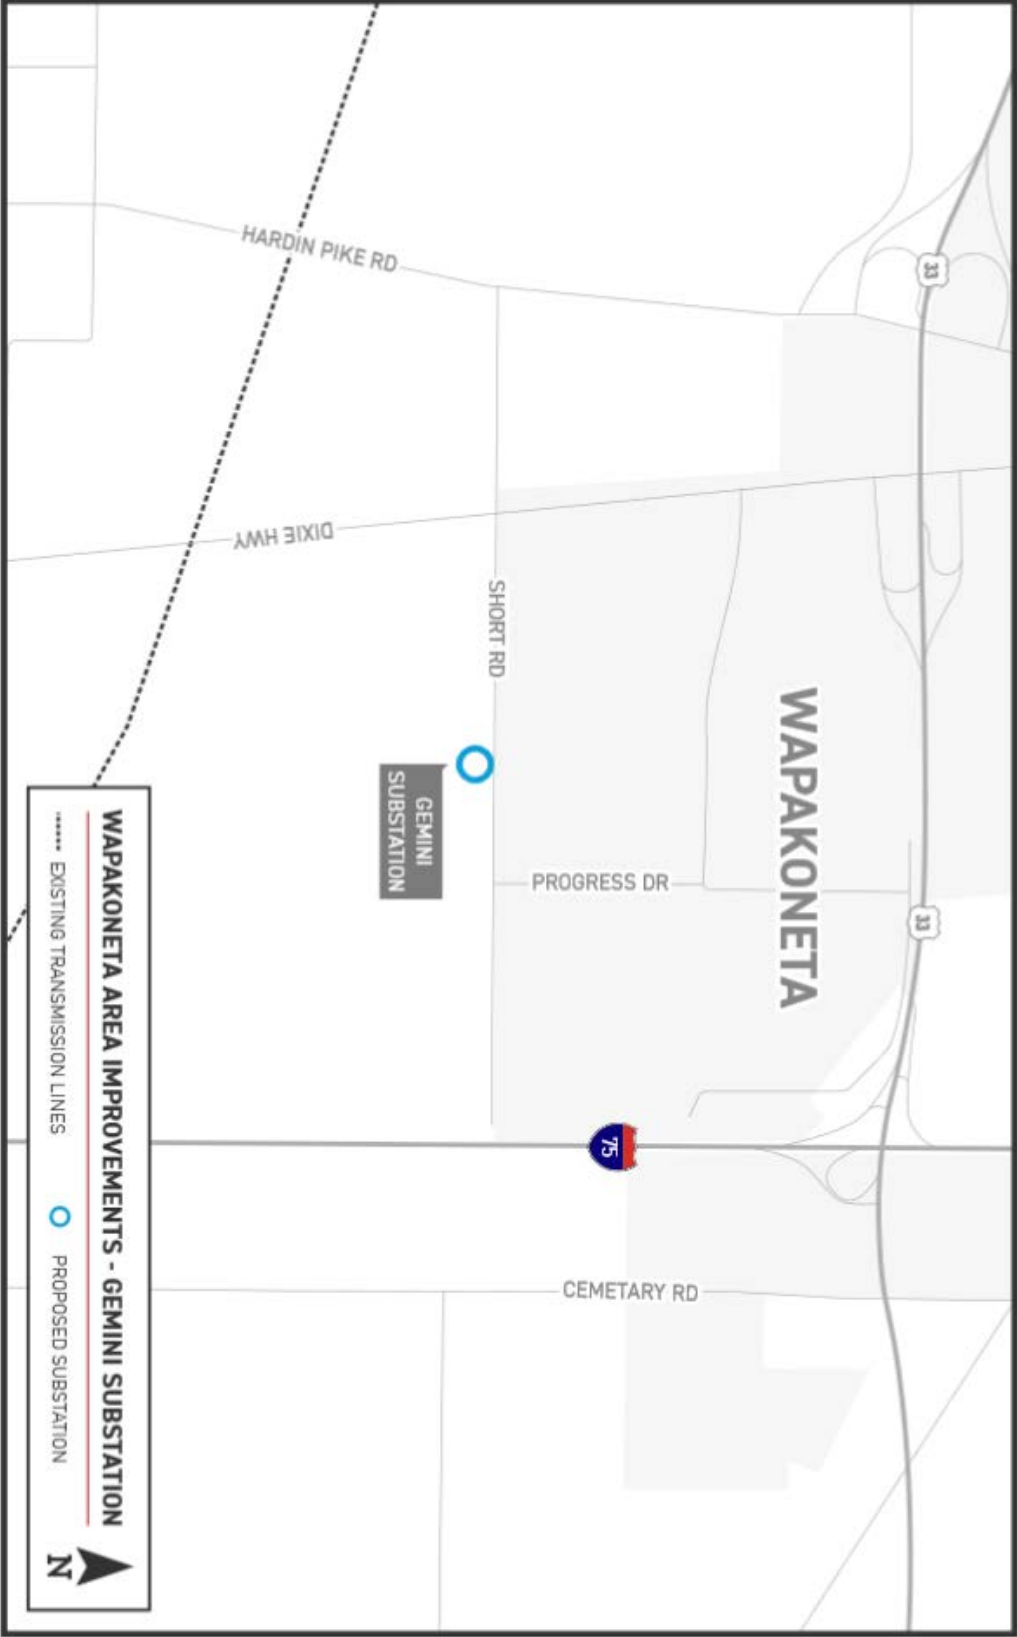 33
HARDIN PIKE RD
DIXIE HWY
SHORT RD
WAPAKONETA
GEMINI
SUBSTATION
PROGRESS DR
33
75
CEMETARY RD
WAPAKONETA AREA IMPROVEMENTS - GEMINI SUBSTATION
EXISTING TRANSMISSION LINES
PROPOSED SUBSTATION
N